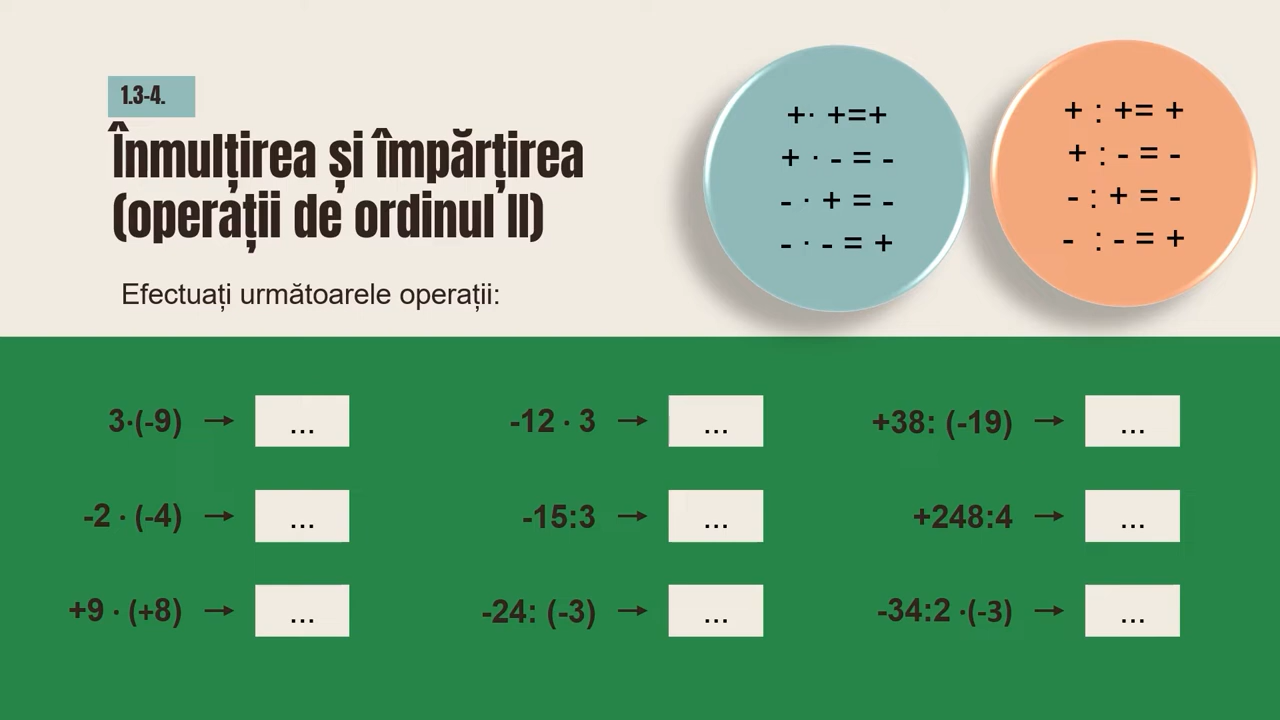 1.3-4.
Înmulțirea și împărțirea
(operații de ordinul II)
Efectuați următoarele operații:
+· +=+
+ · - = -
- · + = -
- · - = +
+ : += +
+ : - = -
- : + = -
- : - = +
3·(-9) → ...
-12 · 3 → ...
+38: (-19) → ...
-2 · (-4) → ...
-15:3 → ...
+248:4 → ...
+9 · (+8) → ...
-24: (-3) → ...
-34:2 ·(-3) → ...